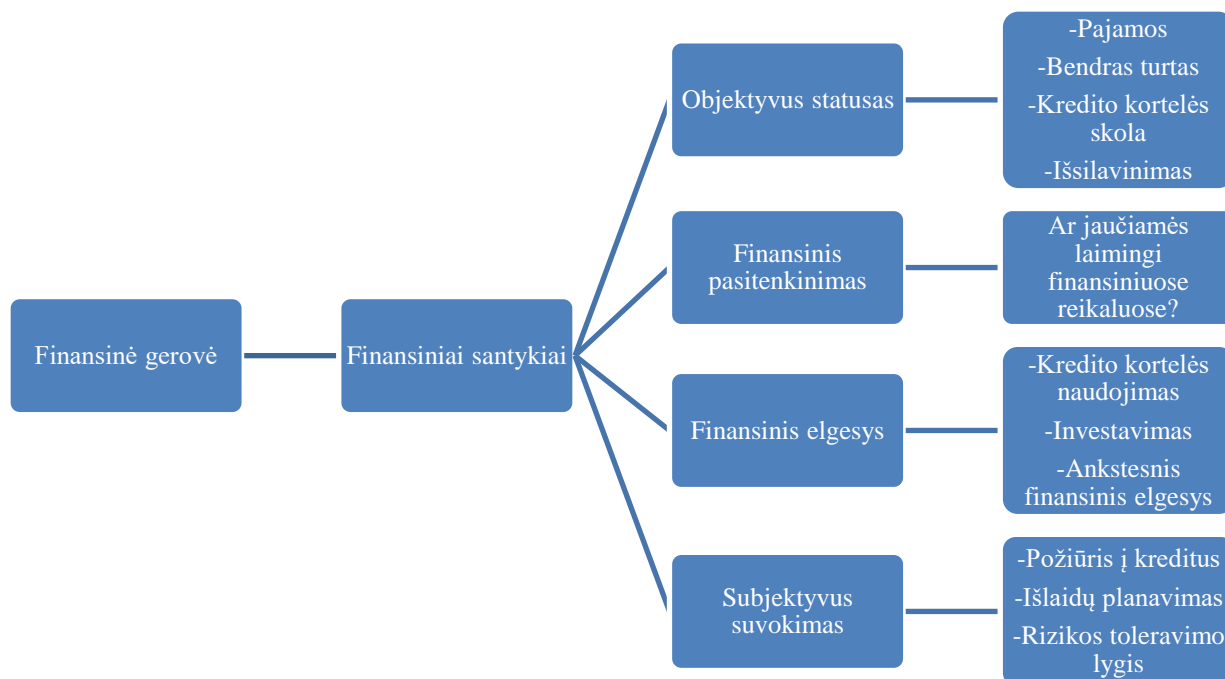 Finansinė gerovė
Finansiniai santykiai
Objektyvus statusas
-Pajamos
-Bendras turtas
-Kredito kortelės
skola
-Išsilavinimas
Finansinis
pasitenkinimas
Ar jaučiamės
laimingi
finansiniuose
reikaluose?
Finansinis elgesys
-Kredito kortelės
naudojimas
-Investavimas
-Ankstesnis
finansinis elgesys
Subjektyvus
suvokimas
-Požiūris į kreditus
-Išlaidų planavimas
-Rizikos toleravimo
lygis